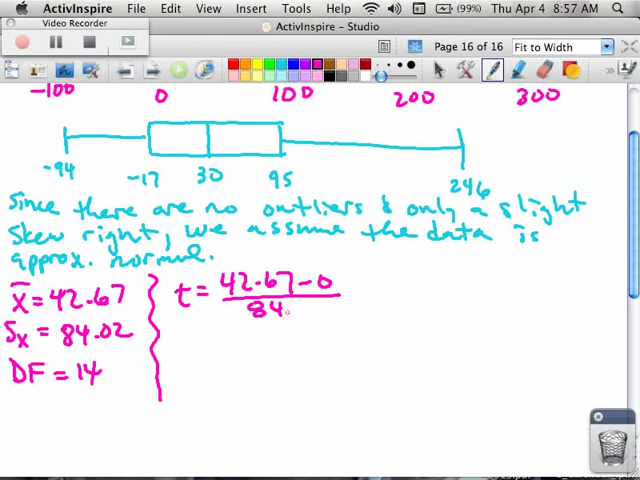 ActivInspire File Edit View Insert Tools Help (99%) Thu Apr 4 8:57 AM
Video Recorder
ActivInspire - Studio
Page 16 of 16 Fit to Width
-100 0 100 200 300
-94 -17 30 95 246
Since there are no outliers & only a slight
skew right, we assume the data is
approx. normal.
x̄ = 42.67
Sx = 84.02
DF = 14
t = 42.67 - 0
84.